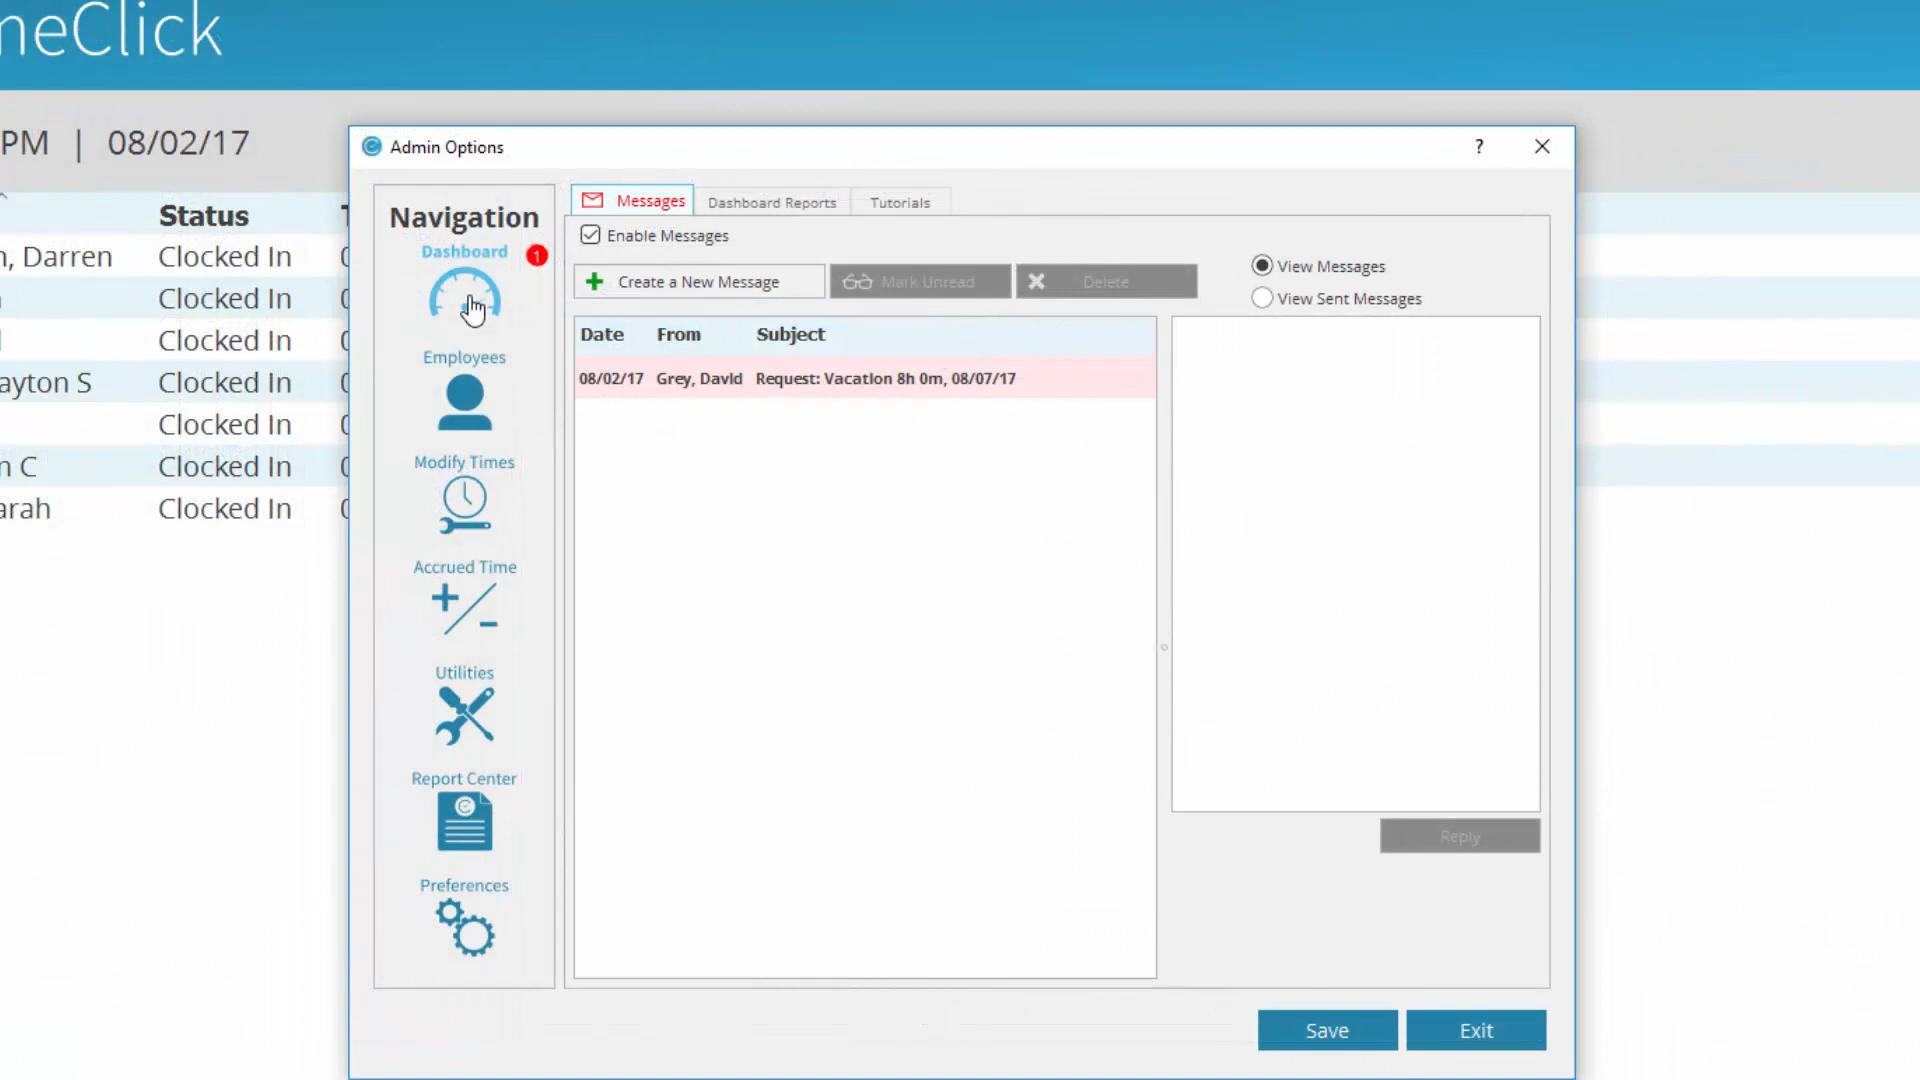 neClick
PM | 08/02/17
Status
n, Darren Clocked In
Clocked In
Clocked In
ayton S Clocked In
Clocked In
n C Clocked In
arah Clocked In
Admin Options
?
Navigation
Dashboard
1
Employees
Modify Times
Accrued Time
Utilities
Report Center
Preferences
Messages
Dashboard Reports
Tutorials
Enable Messages
Create a New Message
Mark Unread
Delete
View Messages
View Sent Messages
Date From Subject
08/02/17 Grey, David Request: Vacation 8h 0m, 08/07/17
Reply
Save
Exit